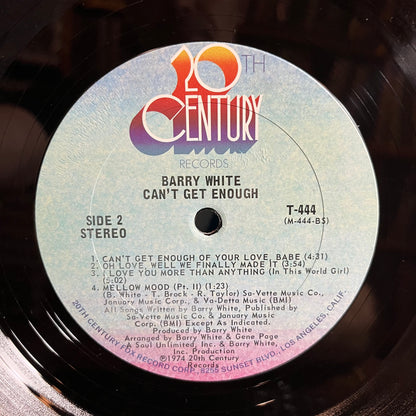 20TH
CENTURY
RECORDS
BARRY WHITE
CAN'T GET ENOUGH
SIDE 2
STEREO
T-444
(M-444-BS)
1. CAN'T GET ENOUGH OF YOUR LOVE, BABE (4:31)
2. OH LOVE, WELL WE FINALLY MADE IT (3:54)
3. I LOVE YOU MORE THAN ANYTHING (In This World Girl)
(5:02)
4. MELLOW MOOD (Pt. II) (1:23)
(B. White - T. Brock - R. Taylor) Sa-Vette Music Co.,
January Music Corp., & Vo-Detta Music (BMI)
All Songs Written by Barry White, Published by
Sa-Vette Music Co. & January Music
Corp. (BMI) Except As Indicated.
Produced by Barry White
Arranged by Barry White & Gene Page
A Soul Unlimited, Inc. & Barry White, Inc.
Production
℗ 1974 20th Century
Records
20TH CENTURY FOX RECORD CORP., 8255 SUNSET BLVD., LOS ANGELES, CALIF.